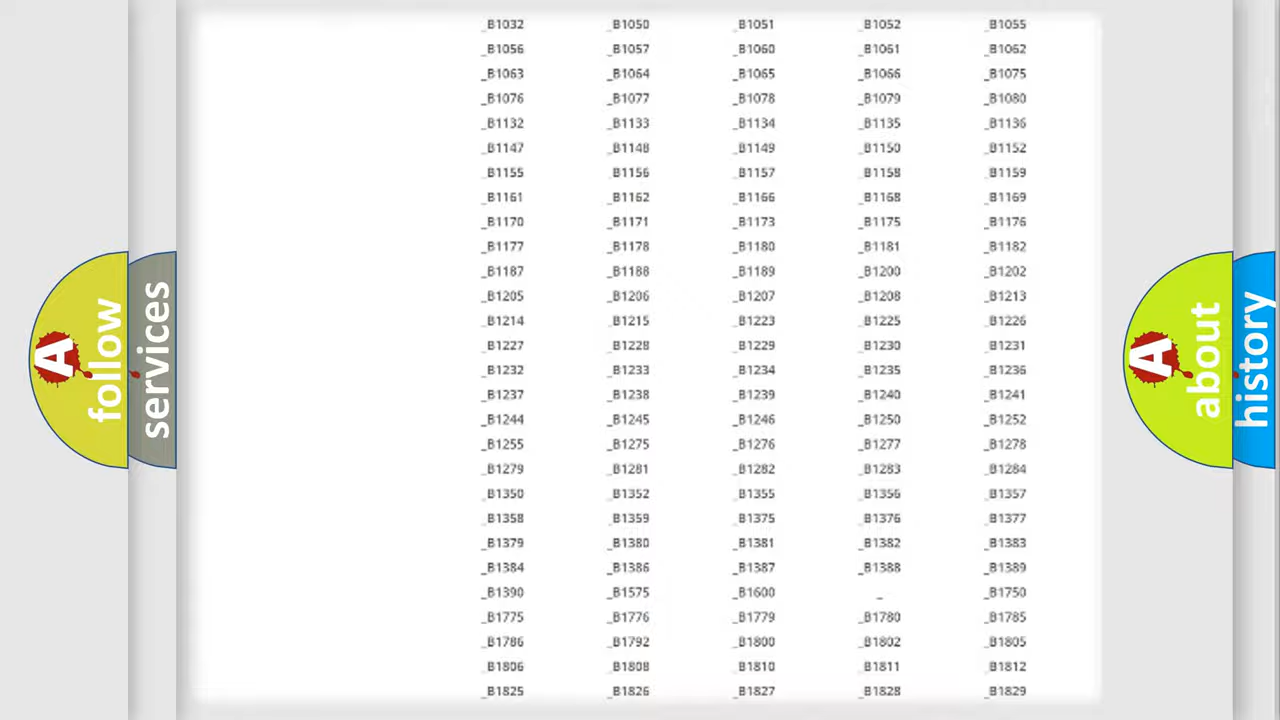 _B1032 _B1050 _B1051 _B1052 _B1055
_B1056 _B1057 _B1060 _B1061 _B1062
_B1063 _B1064 _B1065 _B1066 _B1075
_B1076 _B1077 _B1078 _B1079 _B1080
_B1132 _B1133 _B1134 _B1135 _B1136
_B1147 _B1148 _B1149 _B1150 _B1152
_B1155 _B1156 _B1157 _B1158 _B1159
_B1161 _B1162 _B1166 _B1168 _B1169
_B1170 _B1171 _B1173 _B1175 _B1176
_B1177 _B1178 _B1180 _B1181 _B1182
_B1187 _B1188 _B1189 _B1200 _B1202
_B1205 _B1206 _B1207 _B1208 _B1213
_B1214 _B1215 _B1223 _B1225 _B1226
_B1227 _B1228 _B1229 _B1230 _B1231
_B1232 _B1233 _B1234 _B1235 _B1236
_B1237 _B1238 _B1239 _B1240 _B1241
_B1244 _B1245 _B1246 _B1250 _B1252
_B1255 _B1275 _B1276 _B1277 _B1278
_B1279 _B1281 _B1282 _B1283 _B1284
_B1350 _B1352 _B1355 _B1356 _B1357
_B1358 _B1359 _B1375 _B1376 _B1377
_B1379 _B1380 _B1381 _B1382 _B1383
_B1384 _B1386 _B1387 _B1388 _B1389
_B1390 _B1575 _B1600 _ _B1750
_B1775 _B1776 _B1779 _B1780 _B1785
_B1786 _B1792 _B1800 _B1802 _B1805
_B1806 _B1808 _B1810 _B1811 _B1812
_B1825 _B1826 _B1827 _B1828 _B1829
A follow
services
A about
history